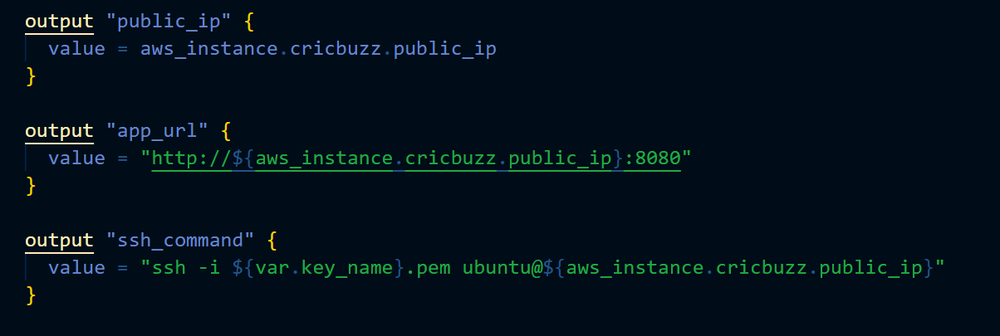 output "public_ip" {
  value = aws_instance.cricbuzz.public_ip
}

output "app_url" {
  value = "http://${aws_instance.cricbuzz.public_ip}:8080"
}

output "ssh_command" {
  value = "ssh -i ${var.key_name}.pem ubuntu@${aws_instance.cricbuzz.public_ip}"
}